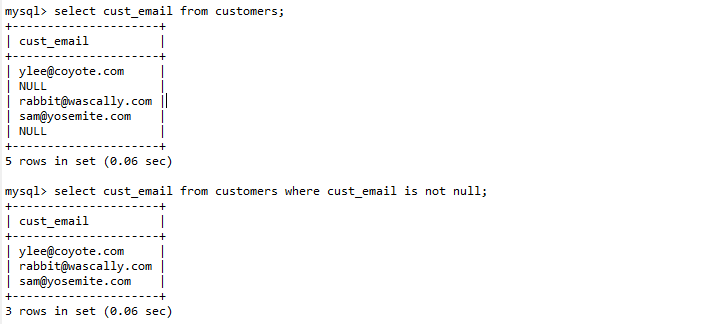 mysql> select cust_email from customers;
+---------------------+
| cust_email          |
+---------------------+
| ylee@coyote.com     |
| NULL                |
| rabbit@wascally.com |
| sam@yosemite.com    |
| NULL                |
+---------------------+
5 rows in set (0.06 sec)

mysql> select cust_email from customers where cust_email is not null;
+---------------------+
| cust_email          |
+---------------------+
| ylee@coyote.com     |
| rabbit@wascally.com |
| sam@yosemite.com    |
+---------------------+
3 rows in set (0.06 sec)